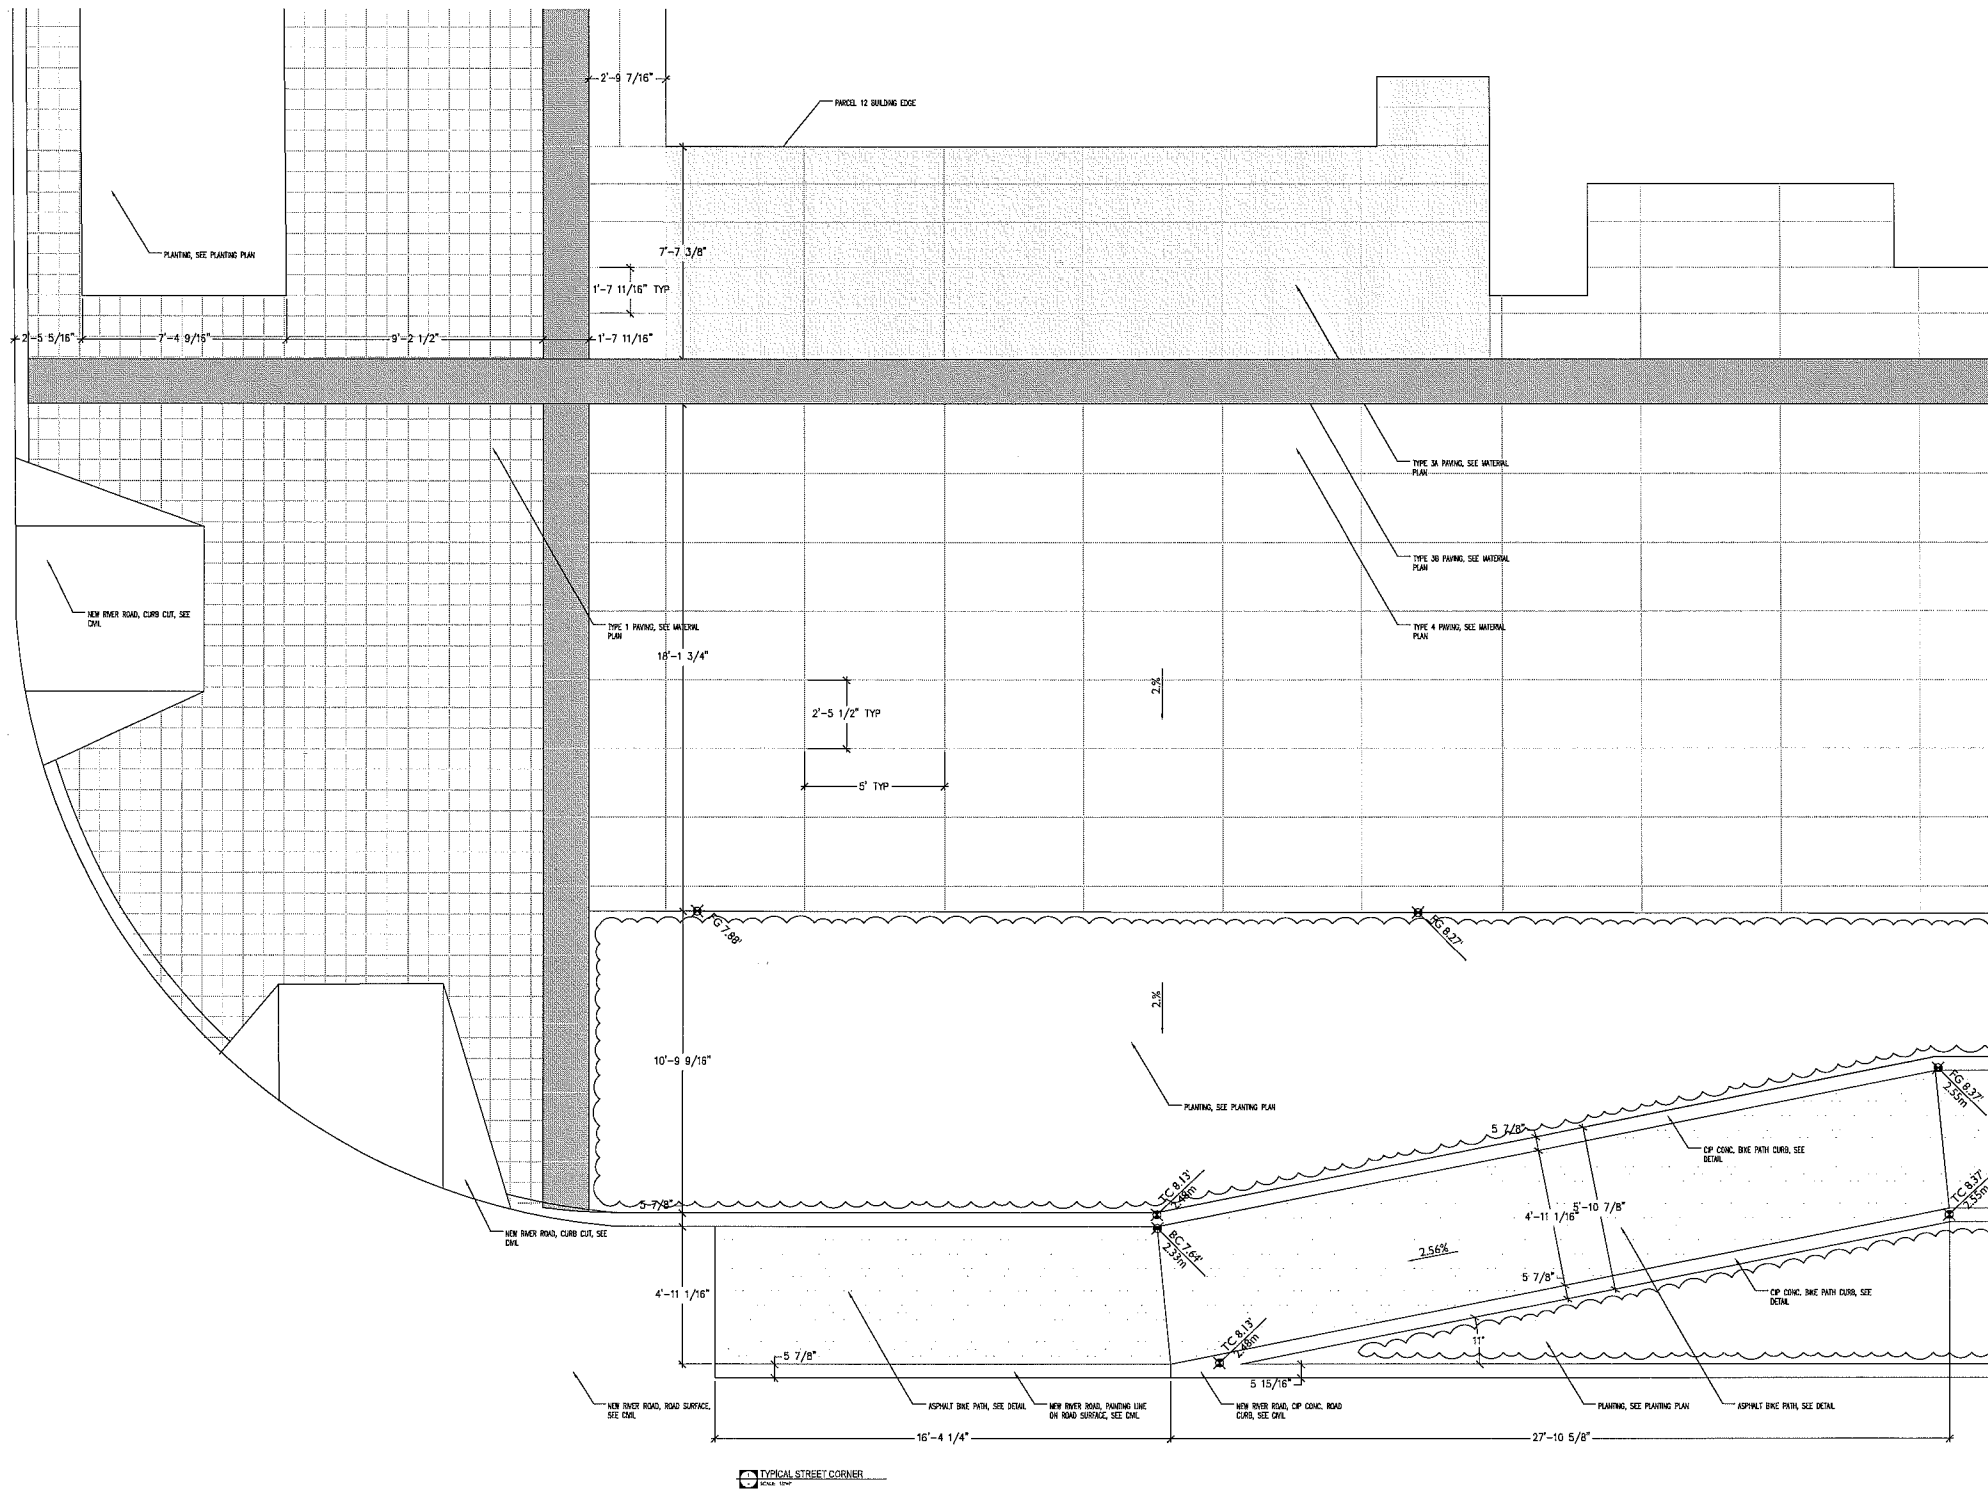 2'-9 7/16"
PARCEL 12 BUILDING EDGE
PLANTING, SEE PLANTING PLAN
7'-7 3/8"
1'-7 11/16" TYP
2'-5 5/16"
7'-4 9/16"
9'-2 1/2"
1'-7 11/16"
TYPE 3A PAVING, SEE MATERIAL
PLAN
TYPE 3B PAVING, SEE MATERIAL
PLAN
NEW RIVER ROAD, CURB CUT, SEE
CIVIL
TYPE 1 PAVING, SEE MATERIAL
PLAN
TYPE 4 PAVING, SEE MATERIAL
PLAN
18'-1 3/4"
2.%
2'-5 1/2" TYP
5' TYP
FG 7.88'
FG 8.27'
2.%
10'-9 9/16"
PLANTING, SEE PLANTING PLAN
FG 8.37'
2.55m
5 7/8"
CIP CONC. BIKE PATH CURB, SEE
DETAIL
TC 8.13'
2.48m
TC 8.37'
2.55m
5 7/8"
5'-10 7/8"
4'-11 1/16"
NEW RIVER ROAD, CURB CUT, SEE
CIVIL
BC 7.64'
2.33m
2.56%
5 7/8"
CIP CONC. BIKE PATH CURB, SEE
DETAIL
4'-11 1/16"
TC 8.13'
2.48m
11"
5 7/8"
5 15/16"
NEW RIVER ROAD, ROAD SURFACE,
SEE CIVIL
ASPHALT BIKE PATH, SEE DETAIL
NEW RIVER ROAD, PAINTING LINE
ON ROAD SURFACE, SEE CIVIL
NEW RIVER ROAD, CIP CONC. ROAD
CURB, SEE CIVIL
PLANTING, SEE PLANTING PLAN
ASPHALT BIKE PATH, SEE DETAIL
16'-4 1/4"
27'-10 5/8"
TYPICAL STREET CORNER